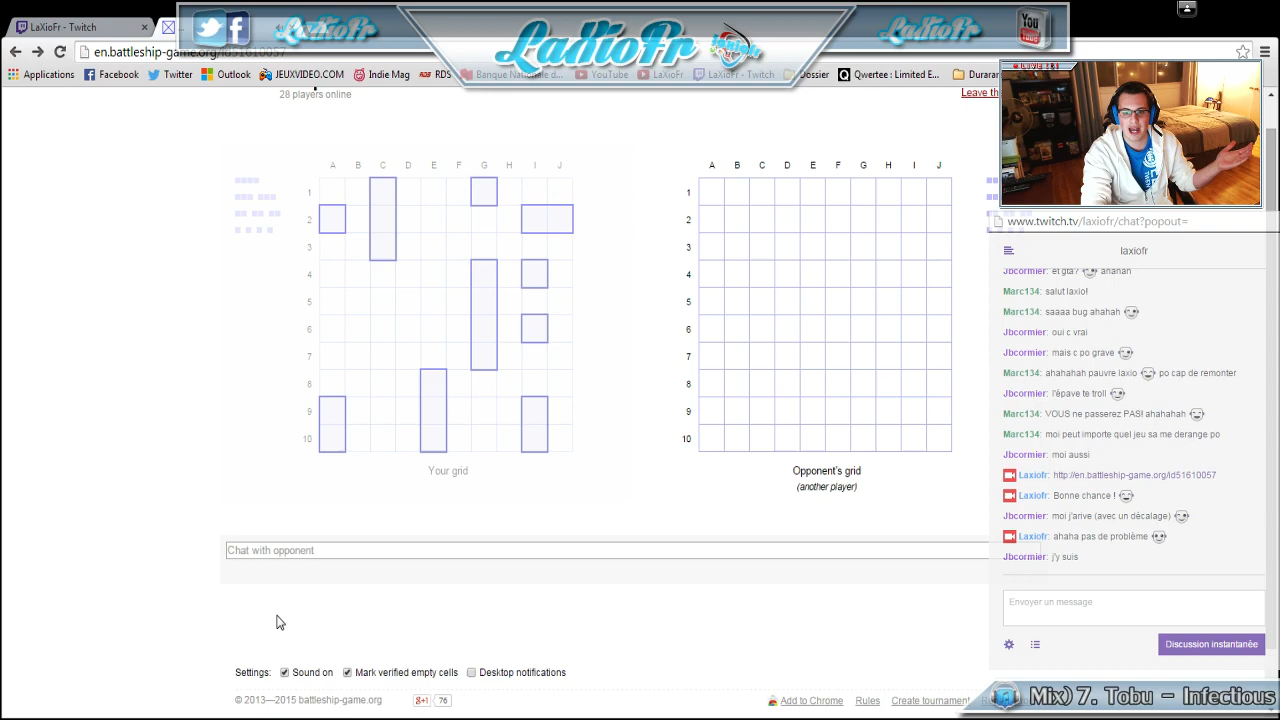 LaXioFr - Twitch
LaXioFr
LaXioFr
LaXioFr
You
Tube
en.battleship-game.org/id51610057
Applications
Facebook
Twitter
Outlook
JEUXVIDEO.COM
Indie Mag
RDS
Banque Nationale d...
YouTube
LaXioFr
LaXioFr - Twitch
Dossier
Qwertee : Limited E...
28 players online
Leave th
A B C D E F G H I J
1
2
3
4
5
6
7
8
9
10
Your grid
A B C D E F G H I J
1
2
3
4
5
6
7
8
9
10
Opponent's grid
(another player)
Chat with opponent
Settings: Sound on Mark verified empty cells Desktop notifications
© 2013—2015 battleship-game.org
g+1 76
Add to Chrome Rules Create tournament
www.twitch.tv/laxiofr/chat?popout=
laxiofr
Jbcormier: et gta? ahahah
Marc134: salut laxio!
Marc134: saaaa bug ahahah
Jbcormier: oui c vrai
Jbcormier: mais c po grave
Marc134: ahahahah pauvre laxio po cap de remonter
Jbcormier: l'épave te troll
Marc134: VOUS ne passerez PAS! ahahahah
Marc134: moi peut importe quel jeu sa me derange po
Jbcormier: moi aussi
Laxiofr: http://en.battleship-game.org/id51610057
Laxiofr: Bonne chance !
Jbcormier: moi j'arive (avec un décalage)
Laxiofr: ahaha pas de problème
Jbcormier: j'y suis
Envoyer un message
Discussion instantanée
Mix) 7. Tobu - Infectious